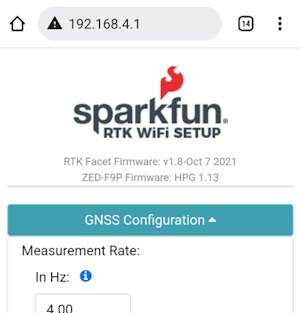 192.168.4.1
14
sparkfun®
RTK WiFi SETUP
RTK Facet Firmware: v1.8-Oct 7 2021
ZED-F9P Firmware: HPG 1.13
GNSS Configuration
Measurement Rate:
In Hz:
4.00